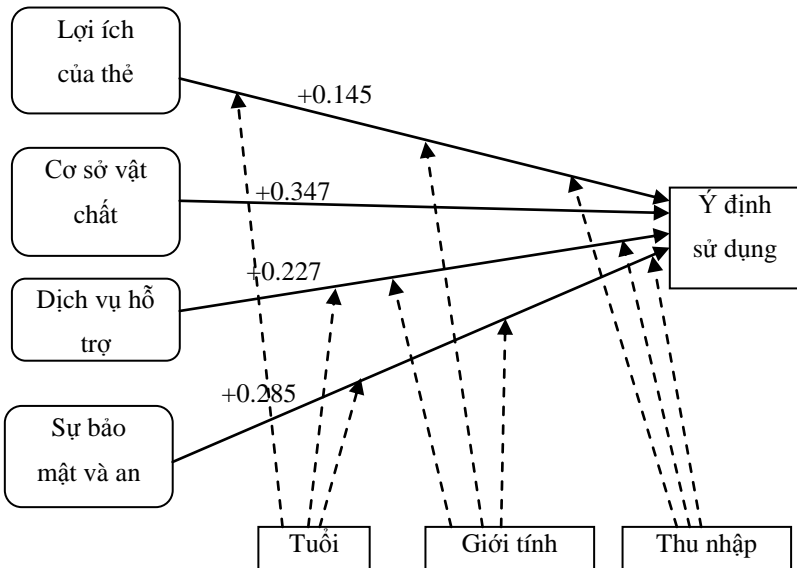 Lợi ích
của thẻ
+0.145
Cơ sở vật
chất
+0.347
Ý định
sử dụng
+0.227
Dịch vụ hỗ
trợ
+0.285
Sự bảo
mật và an
Tuổi
Giới tính
Thu nhập